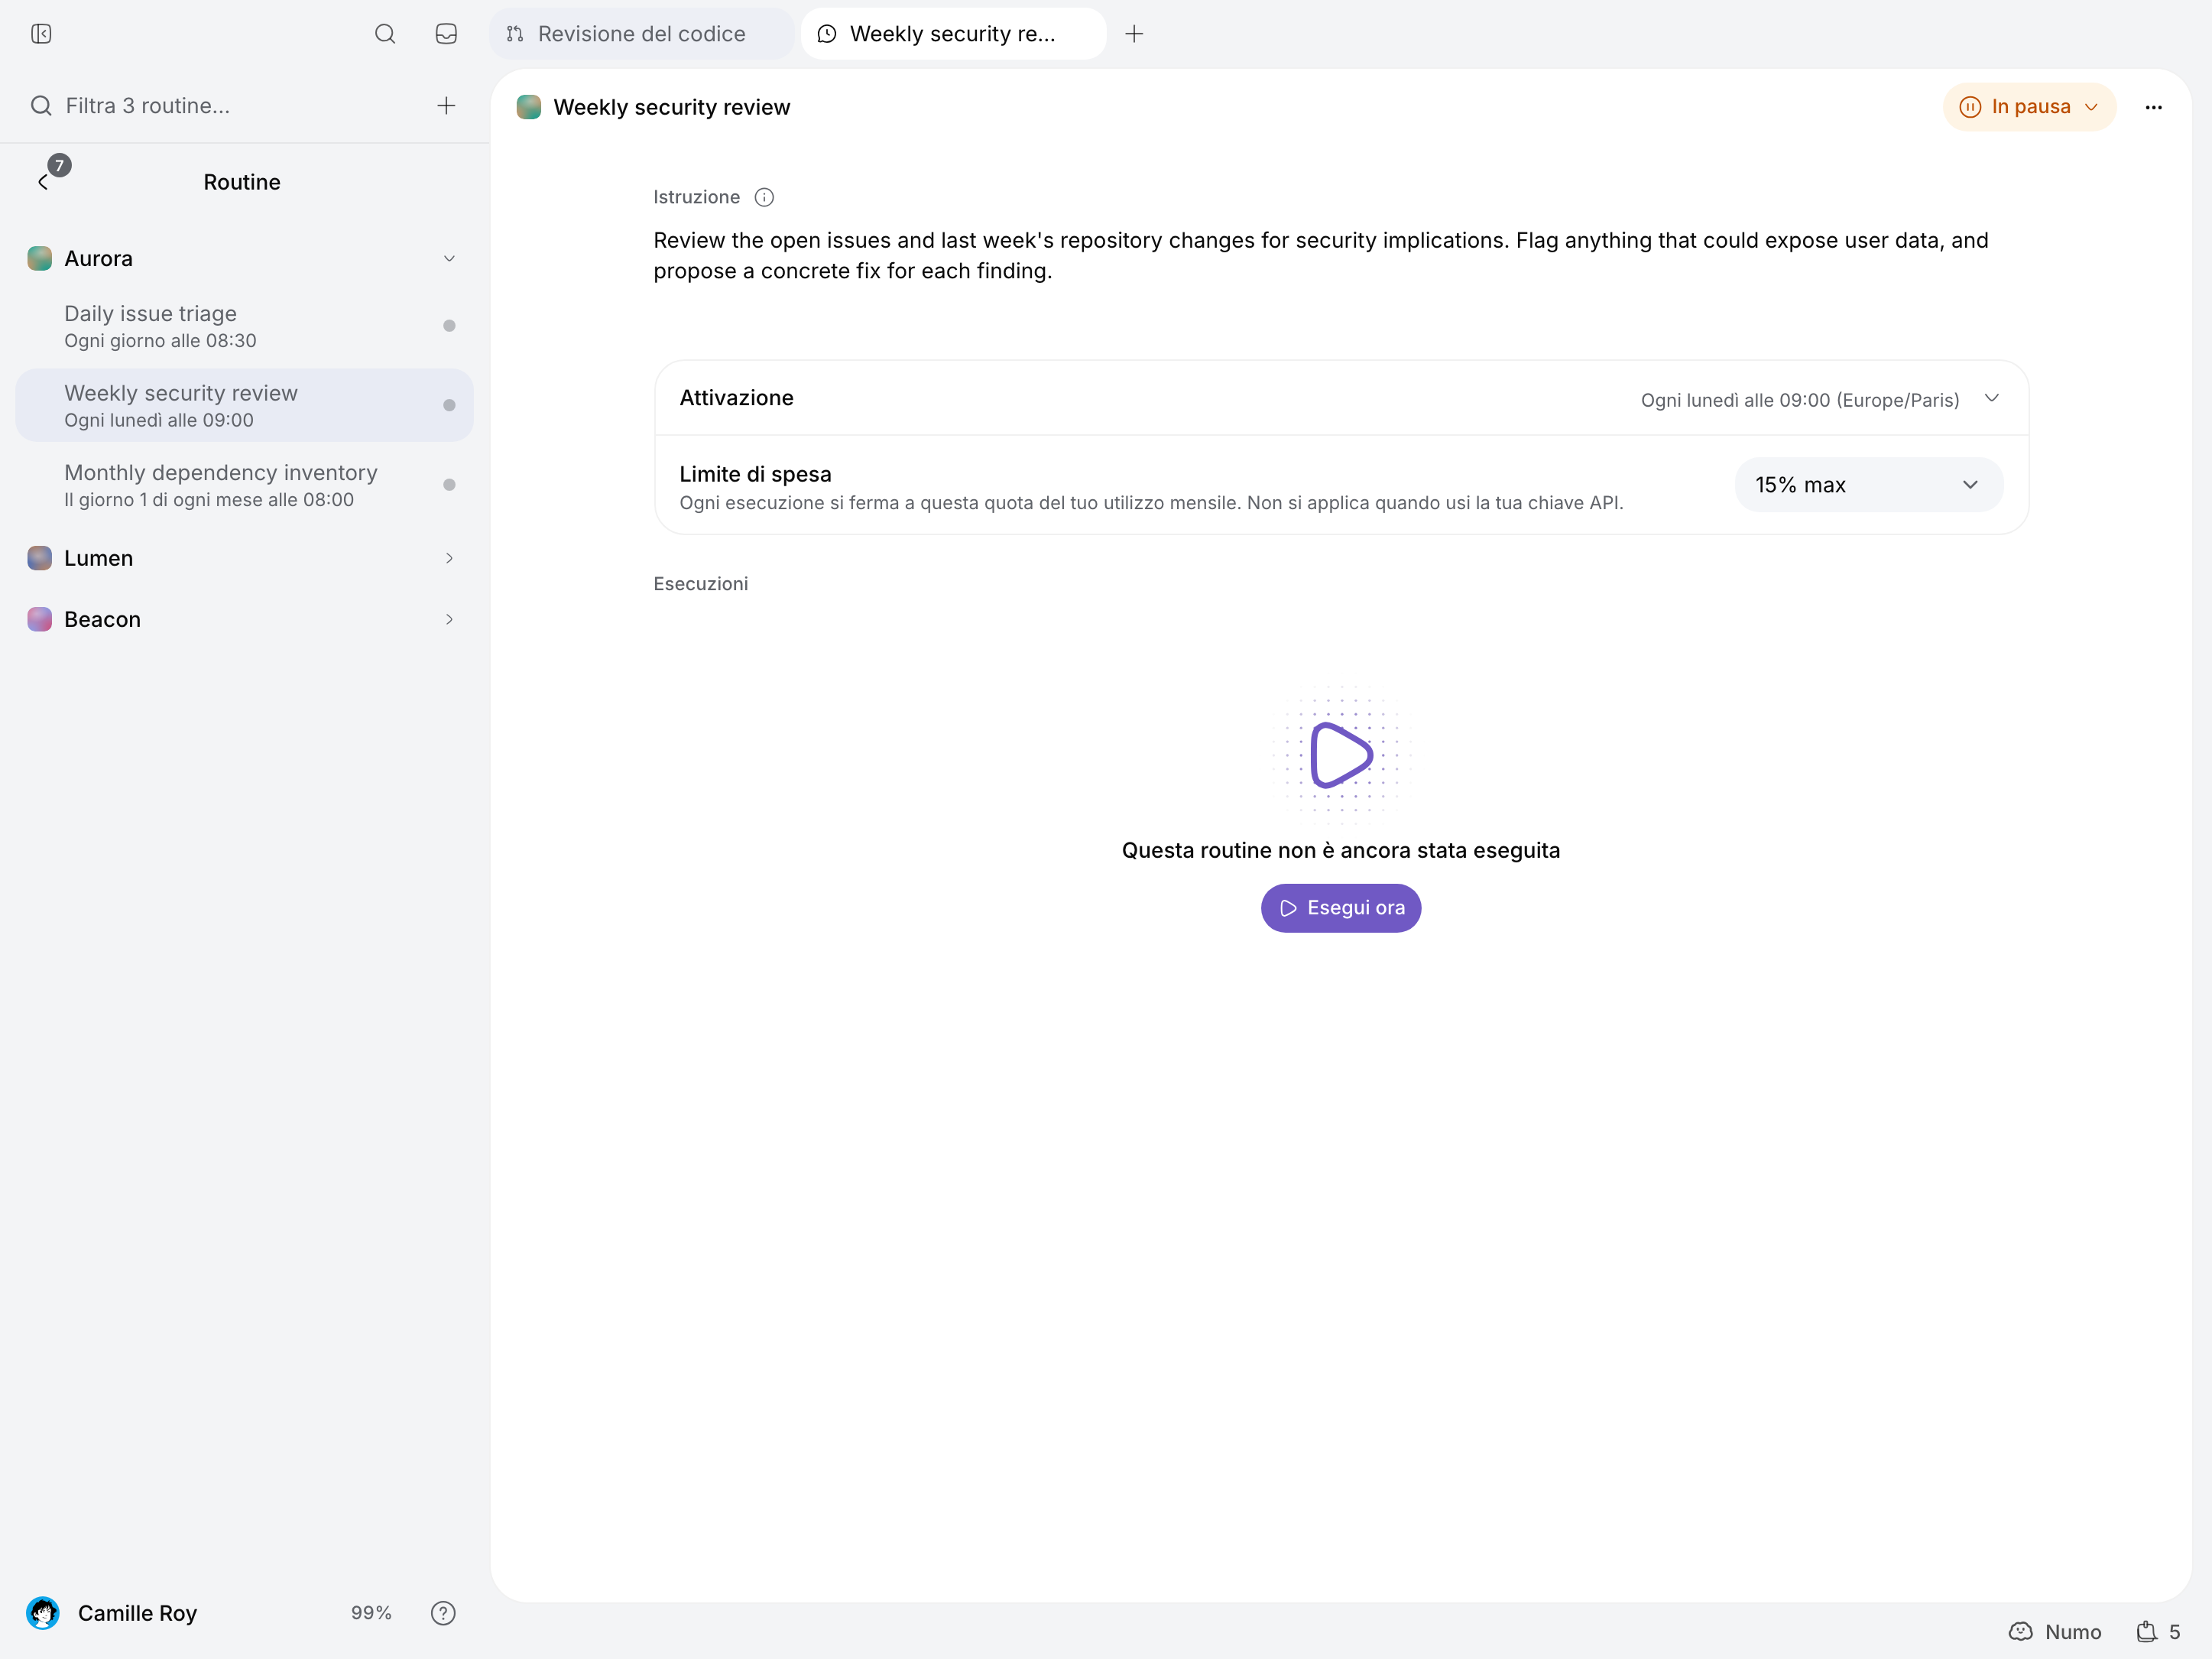 Revisione del codice
Weekly security re...
Filtra 3 routine...
7
Routine
Aurora
Daily issue triage
Ogni giorno alle 08:30
Weekly security review
Ogni lunedì alle 09:00
Monthly dependency inventory
Il giorno 1 di ogni mese alle 08:00
Lumen
Beacon
Camille Roy
99%
Weekly security review
In pausa
Istruzione
Review the open issues and last week's repository changes for security implications. Flag anything that could expose user data, and
propose a concrete fix for each finding.
Attivazione
Ogni lunedì alle 09:00 (Europe/Paris)
Limite di spesa
Ogni esecuzione si ferma a questa quota del tuo utilizzo mensile. Non si applica quando usi la tua chiave API.
15% max
Esecuzioni
Questa routine non è ancora stata eseguita
Esegui ora
Numo
5